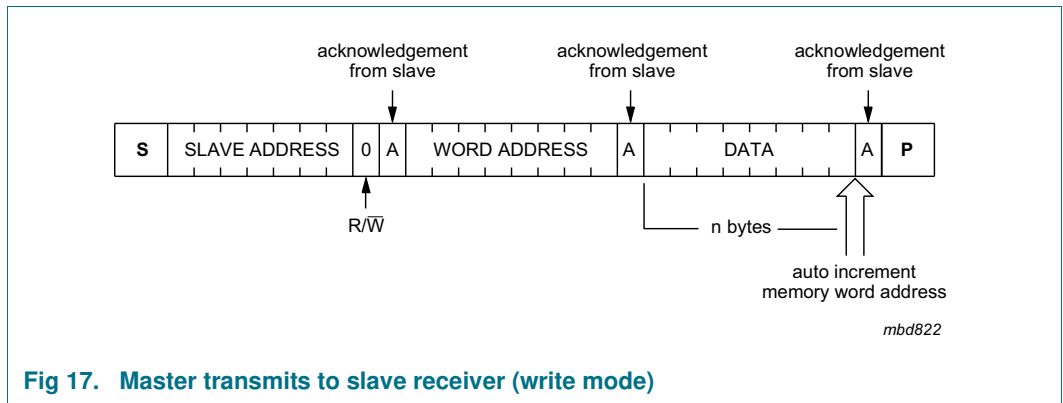 acknowledgement from slave
acknowledgement from slave
acknowledgement from slave
S SLAVE ADDRESS 0 A WORD ADDRESS A DATA A P
R/W̅
n bytes
auto increment
memory word address
mbd822
Fig 17. Master transmits to slave receiver (write mode)